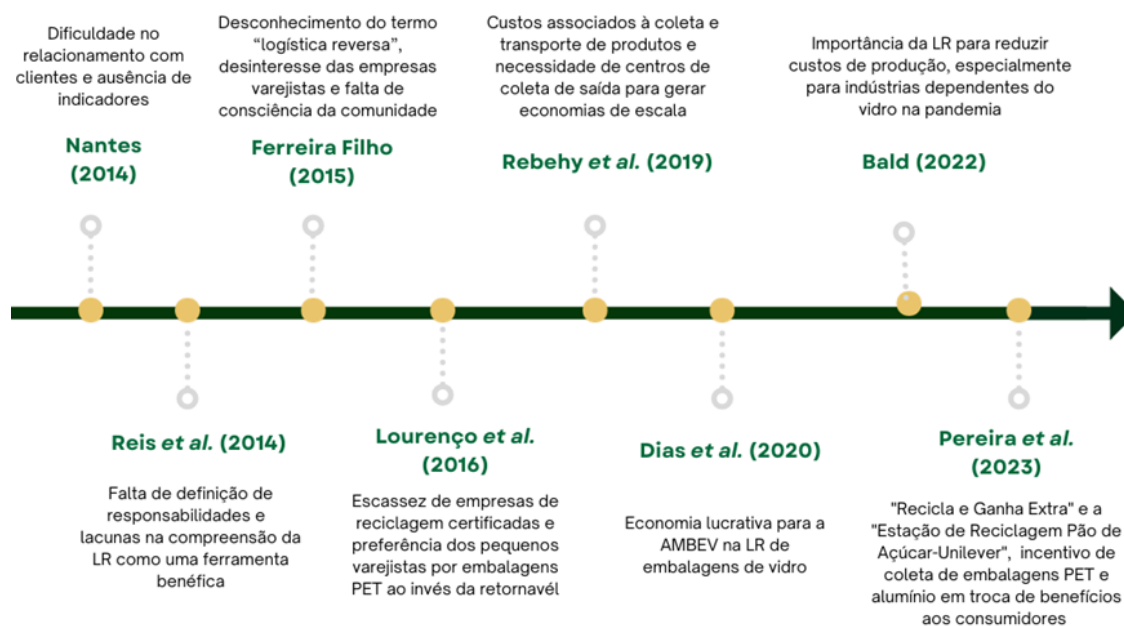 Dificuldade no
relacionamento com
clientes e ausência de
indicadores
Nantes
(2014)
Desconhecimento do termo
“logística reversa”,
desinteresse das empresas
varejistas e falta de
consciência da comunidade
Ferreira Filho
(2015)
Custos associados à coleta e
transporte de produtos e
necessidade de centros de
coleta de saída para gerar
economias de escala
Rebehy et al. (2019)
Importância da LR para reduzir
custos de produção, especialmente
para indústrias dependentes do
vidro na pandemia
Bald (2022)
Reis et al. (2014)
Falta de definição de
responsabilidades e
lacunas na compreensão da
LR como uma ferramenta
benéfica
Lourenço et al.
(2016)
Escassez de empresas de
reciclagem certificadas e
preferência dos pequenos
varejistas por embalagens
PET ao invés da retornavél
Dias et al. (2020)
Economia lucrativa para a
AMBEV na LR de
embalagens de vidro
Pereira et al.
(2023)
"Recicla e Ganha Extra" e a
"Estação de Reciclagem Pão de
Açúcar-Unilever", incentivo de
coleta de embalagens PET e
alumínio em troca de benefícios
aos consumidores